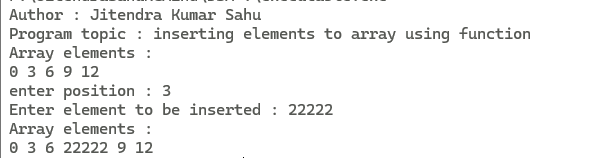 Author : Jitendra Kumar Sahu
Program topic : inserting elements to array using function
Array elements :
0 3 6 9 12
enter position : 3
Enter element to be inserted : 22222
Array elements :
0 3 6 22222 9 12